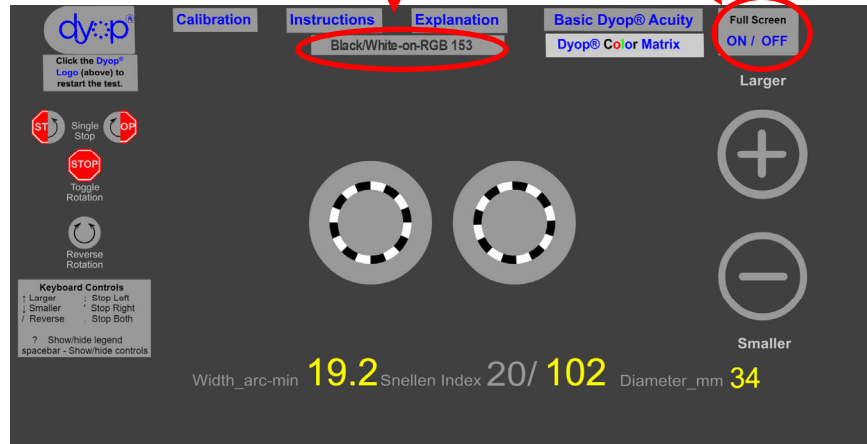 dyop®
Click the Dyop®
Logo (above) to
restart the test.
Calibration
Instructions
Explanation
Basic Dyop® Acuity
Full Screen
ON / OFF
Black/White-on-RGB 153
Dyop® Color Matrix
Larger
ST OP
Single
Stop
STOP
Toggle
Rotation
Reverse
Rotation
Keyboard Controls
↑ Larger ; Stop Left
↓ Smaller ' Stop Right
/ Reverse . Stop Both
? Show/hide legend
spacebar - Show/hide controls
Smaller
Width_arc-min 19.2 Snellen Index 20/ 102 Diameter_mm 34